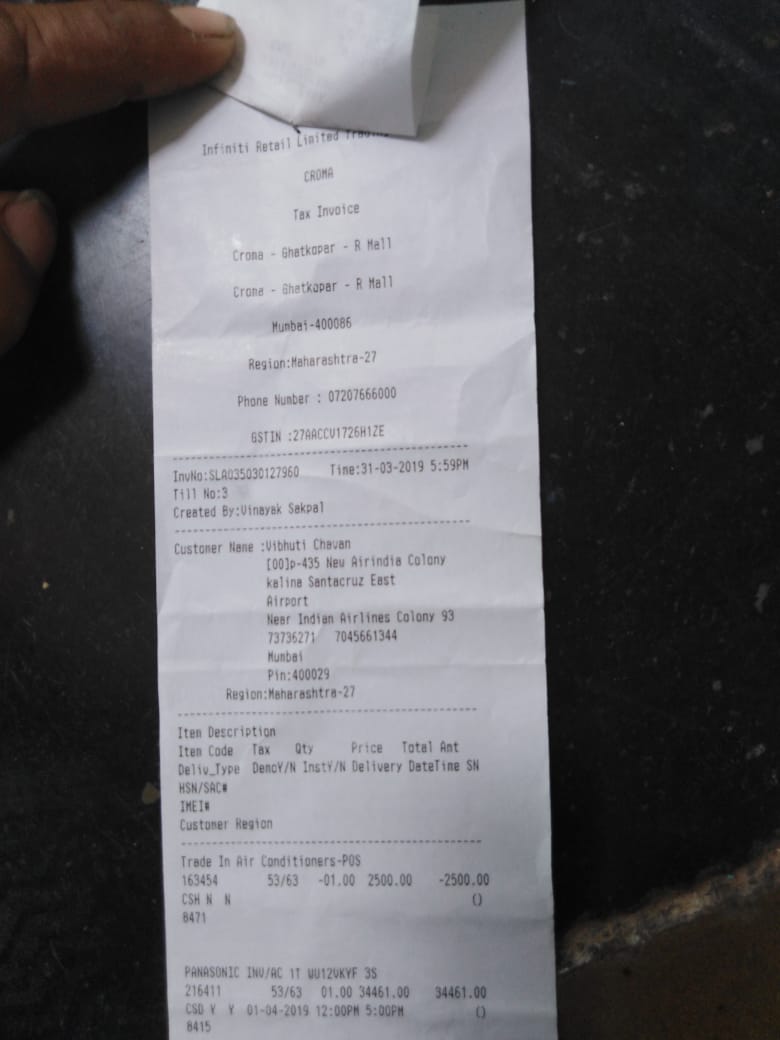 Infiniti Retail Limited
CROMA
Tax Invoice
Croma - Ghatkopar - R Mall
Croma - Ghatkopar - R Mall
Mumbai-400086
Region:Maharashtra-27
Phone Number : 07207666000
GSTIN :27AACCV1726H1ZE
InvNo:SLA035030127960 Time:31-03-2019 5:59PM
Till No:3
Created By:Vinayak Sakpal
Customer Name :Vibhuti Chavan
[00]p-435 New Airindia Colony
kalina Santacruz East
Airport
Near Indian Airlines Colony 93
73736271 7045661344
Mumbai
Pin:400029
Region:Maharashtra-27
Item Description
Item Code Tax Qty Price Total Amt
Deliv_Type DemoY/N InstY/N Delivery DateTime SN
HSN/SAC#
IMEI#
Customer Region
Trade In Air Conditioners-POS
163454 53/63 -01.00 2500.00 -2500.00
CSH N N ()
8471
PANASONIC INV/AC 1T WU12VKYF 3S
216411 53/63 01.00 34461.00 34461.00
CSD Y Y 01-04-2019 12:00PM 5:00PM ()
8415